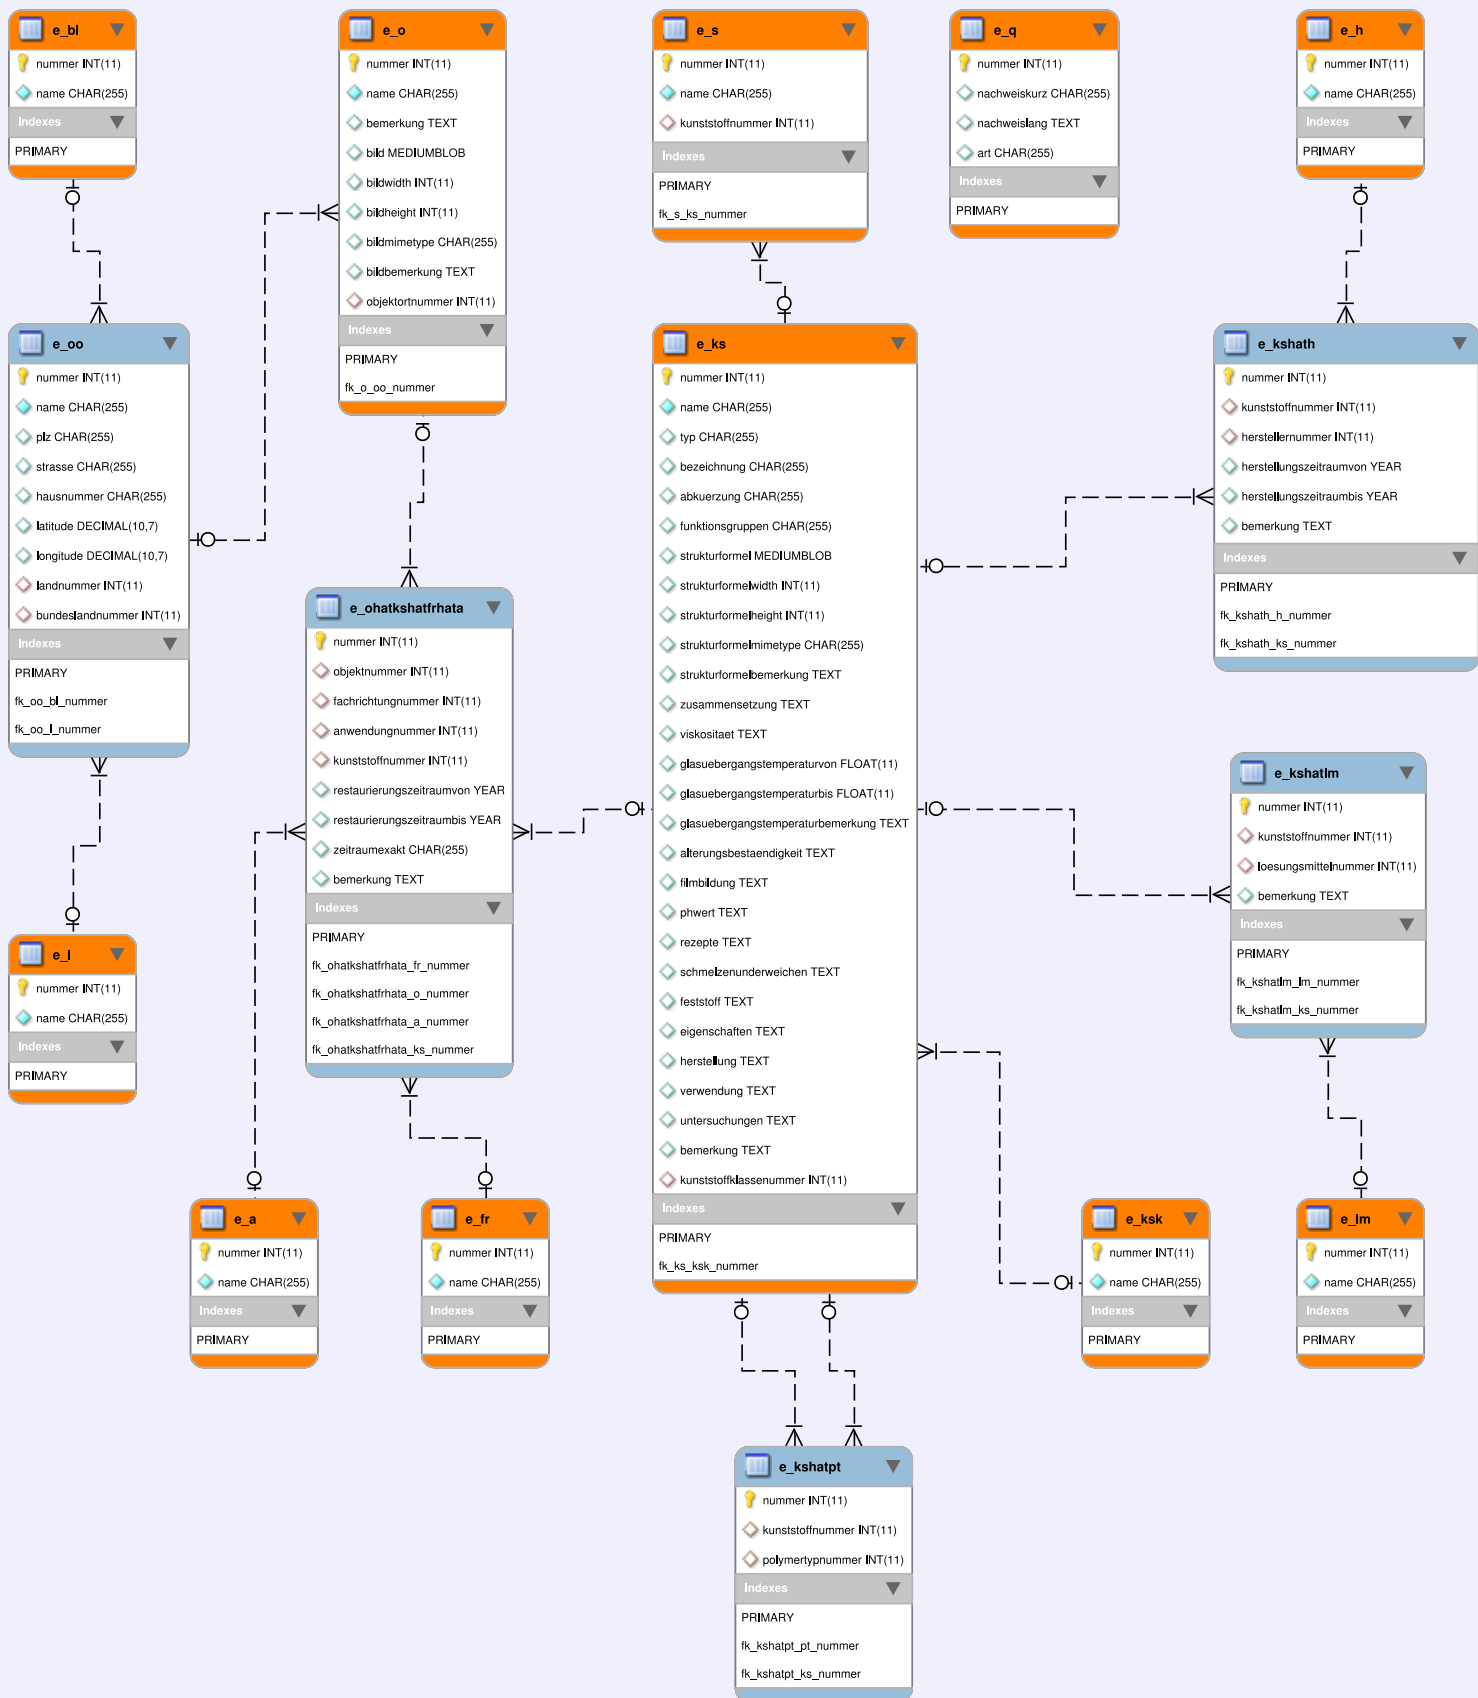 e_bl
nummer INT(11)
name CHAR(255)
Indexes
PRIMARY
e_o
nummer INT(11)
name CHAR(255)
bemerkung TEXT
bild MEDIUMBLOB
bildwidth INT(11)
bildheight INT(11)
bildmimetype CHAR(255)
bildbemerkung TEXT
objektortnummer INT(11)
Indexes
PRIMARY
fk_o_oo_nummer
e_s
nummer INT(11)
name CHAR(255)
kunststoffnummer INT(11)
Indexes
PRIMARY
fk_s_ks_nummer
e_q
nummer INT(11)
nachweiskurz CHAR(255)
nachweislang TEXT
art CHAR(255)
Indexes
PRIMARY
e_h
nummer INT(11)
name CHAR(255)
Indexes
PRIMARY
e_oo
nummer INT(11)
name CHAR(255)
plz CHAR(255)
strasse CHAR(255)
hausnummer CHAR(255)
latitude DECIMAL(10,7)
longitude DECIMAL(10,7)
landnummer INT(11)
bundeslandnummer INT(11)
Indexes
PRIMARY
fk_oo_bl_nummer
fk_oo_l_nummer
e_ks
nummer INT(11)
name CHAR(255)
typ CHAR(255)
bezeichnung CHAR(255)
abkuerzung CHAR(255)
funktionsgruppen CHAR(255)
strukturformel MEDIUMBLOB
strukturformelwidth INT(11)
strukturformelheight INT(11)
strukturformelmimetype CHAR(255)
strukturformelbemerkung TEXT
zusammensetzung TEXT
viskositaet TEXT
glasuebergangstemperaturvon FLOAT(11)
glasuebergangstemperaturbis FLOAT(11)
glasuebergangstemperaturbemerkung TEXT
alterungsbestaendigkeit TEXT
filmbildung TEXT
phwert TEXT
rezepte TEXT
schmelzenunderweichen TEXT
feststoff TEXT
eigenschaften TEXT
herstellung TEXT
verwendung TEXT
untersuchungen TEXT
bemerkung TEXT
kunststoffklassenummer INT(11)
Indexes
PRIMARY
fk_ks_ksk_nummer
e_kshath
nummer INT(11)
kunststoffnummer INT(11)
herstellernummer INT(11)
herstellungszeitraumvon YEAR
herstellungszeitraumbis YEAR
bemerkung TEXT
Indexes
PRIMARY
fk_kshath_h_nummer
fk_kshath_ks_nummer
e_ohatkshatfrhata
nummer INT(11)
objektnummer INT(11)
fachrichtungnummer INT(11)
anwendungnummer INT(11)
kunststoffnummer INT(11)
restaurierungszeitraumvon YEAR
restaurierungszeitraumbis YEAR
zeitraumexakt CHAR(255)
bemerkung TEXT
Indexes
PRIMARY
fk_ohatkshatfrhata_fr_nummer
fk_ohatkshatfrhata_o_nummer
fk_ohatkshatfrhata_a_nummer
fk_ohatkshatfrhata_ks_nummer
e_kshatlm
nummer INT(11)
kunststoffnummer INT(11)
loesungsmittelnummer INT(11)
bemerkung TEXT
Indexes
PRIMARY
fk_kshatlm_lm_nummer
fk_kshatlm_ks_nummer
e_l
nummer INT(11)
name CHAR(255)
Indexes
PRIMARY
e_a
nummer INT(11)
name CHAR(255)
Indexes
PRIMARY
e_fr
nummer INT(11)
name CHAR(255)
Indexes
PRIMARY
e_ksk
nummer INT(11)
name CHAR(255)
Indexes
PRIMARY
e_lm
nummer INT(11)
name CHAR(255)
Indexes
PRIMARY
e_kshatpt
nummer INT(11)
kunststoffnummer INT(11)
polymertypnummer INT(11)
Indexes
PRIMARY
fk_kshatpt_pt_nummer
fk_kshatpt_ks_nummer